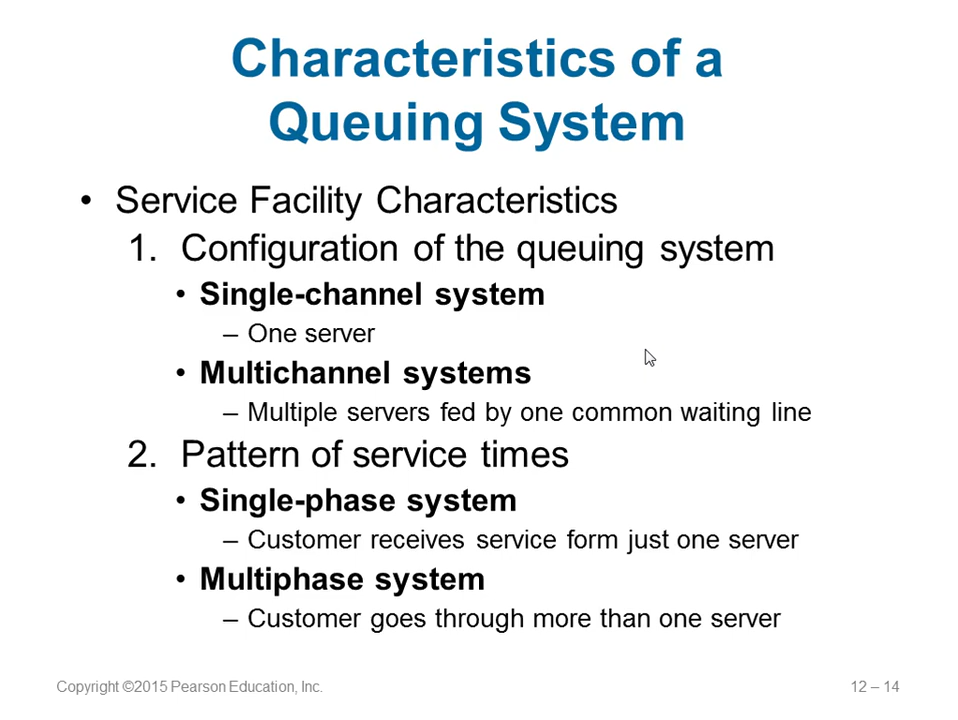 Characteristics of a
Queuing System
• Service Facility Characteristics
1. Configuration of the queuing system
• Single-channel system
– One server
• Multichannel systems
– Multiple servers fed by one common waiting line
2. Pattern of service times
• Single-phase system
– Customer receives service form just one server
• Multiphase system
– Customer goes through more than one server
Copyright ©2015 Pearson Education, Inc.
12 – 14